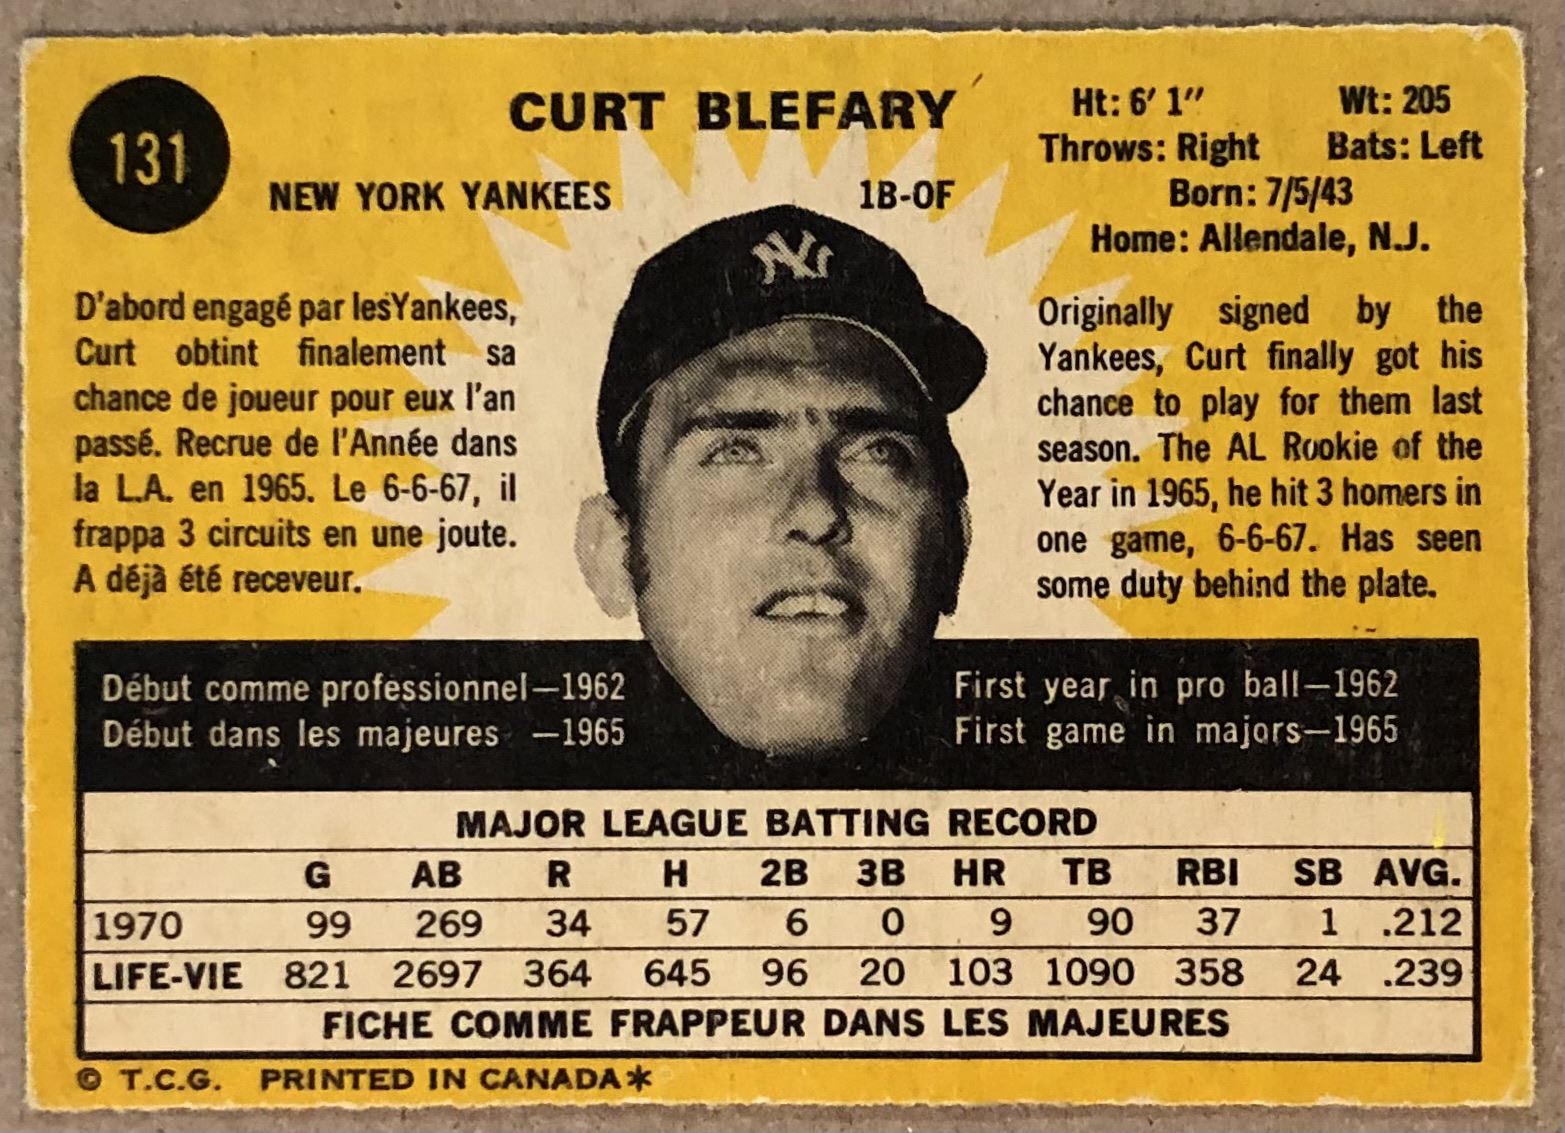 131
CURT BLEFARY
NEW YORK YANKEES 1B-OF
Ht: 6' 1" Wt: 205
Throws: Right Bats: Left
Born: 7/5/43
Home: Allendale, N.J.
NY
D'abord engagé par les Yankees,
Curt obtint finalement sa
chance de joueur pour eux l'an
passé. Recrue de l'Année dans
la L.A. en 1965. Le 6-6-67, il
frappa 3 circuits en une joute.
A déjà été receveur.
Originally signed by the
Yankees, Curt finally got his
chance to play for them last
season. The AL Rookie of the
Year in 1965, he hit 3 homers in
one game, 6-6-67. Has seen
some duty behind the plate.
Début comme professionnel—1962
Début dans les majeures —1965
First year in pro ball—1962
First game in majors—1965
MAJOR LEAGUE BATTING RECORD
G AB R H 2B 3B HR TB RBI SB AVG.
1970 99 269 34 57 6 0 9 90 37 1 .212
LIFE-VIE 821 2697 364 645 96 20 103 1090 358 24 .239
FICHE COMME FRAPPEUR DANS LES MAJEURES
© T.C.G. PRINTED IN CANADA*